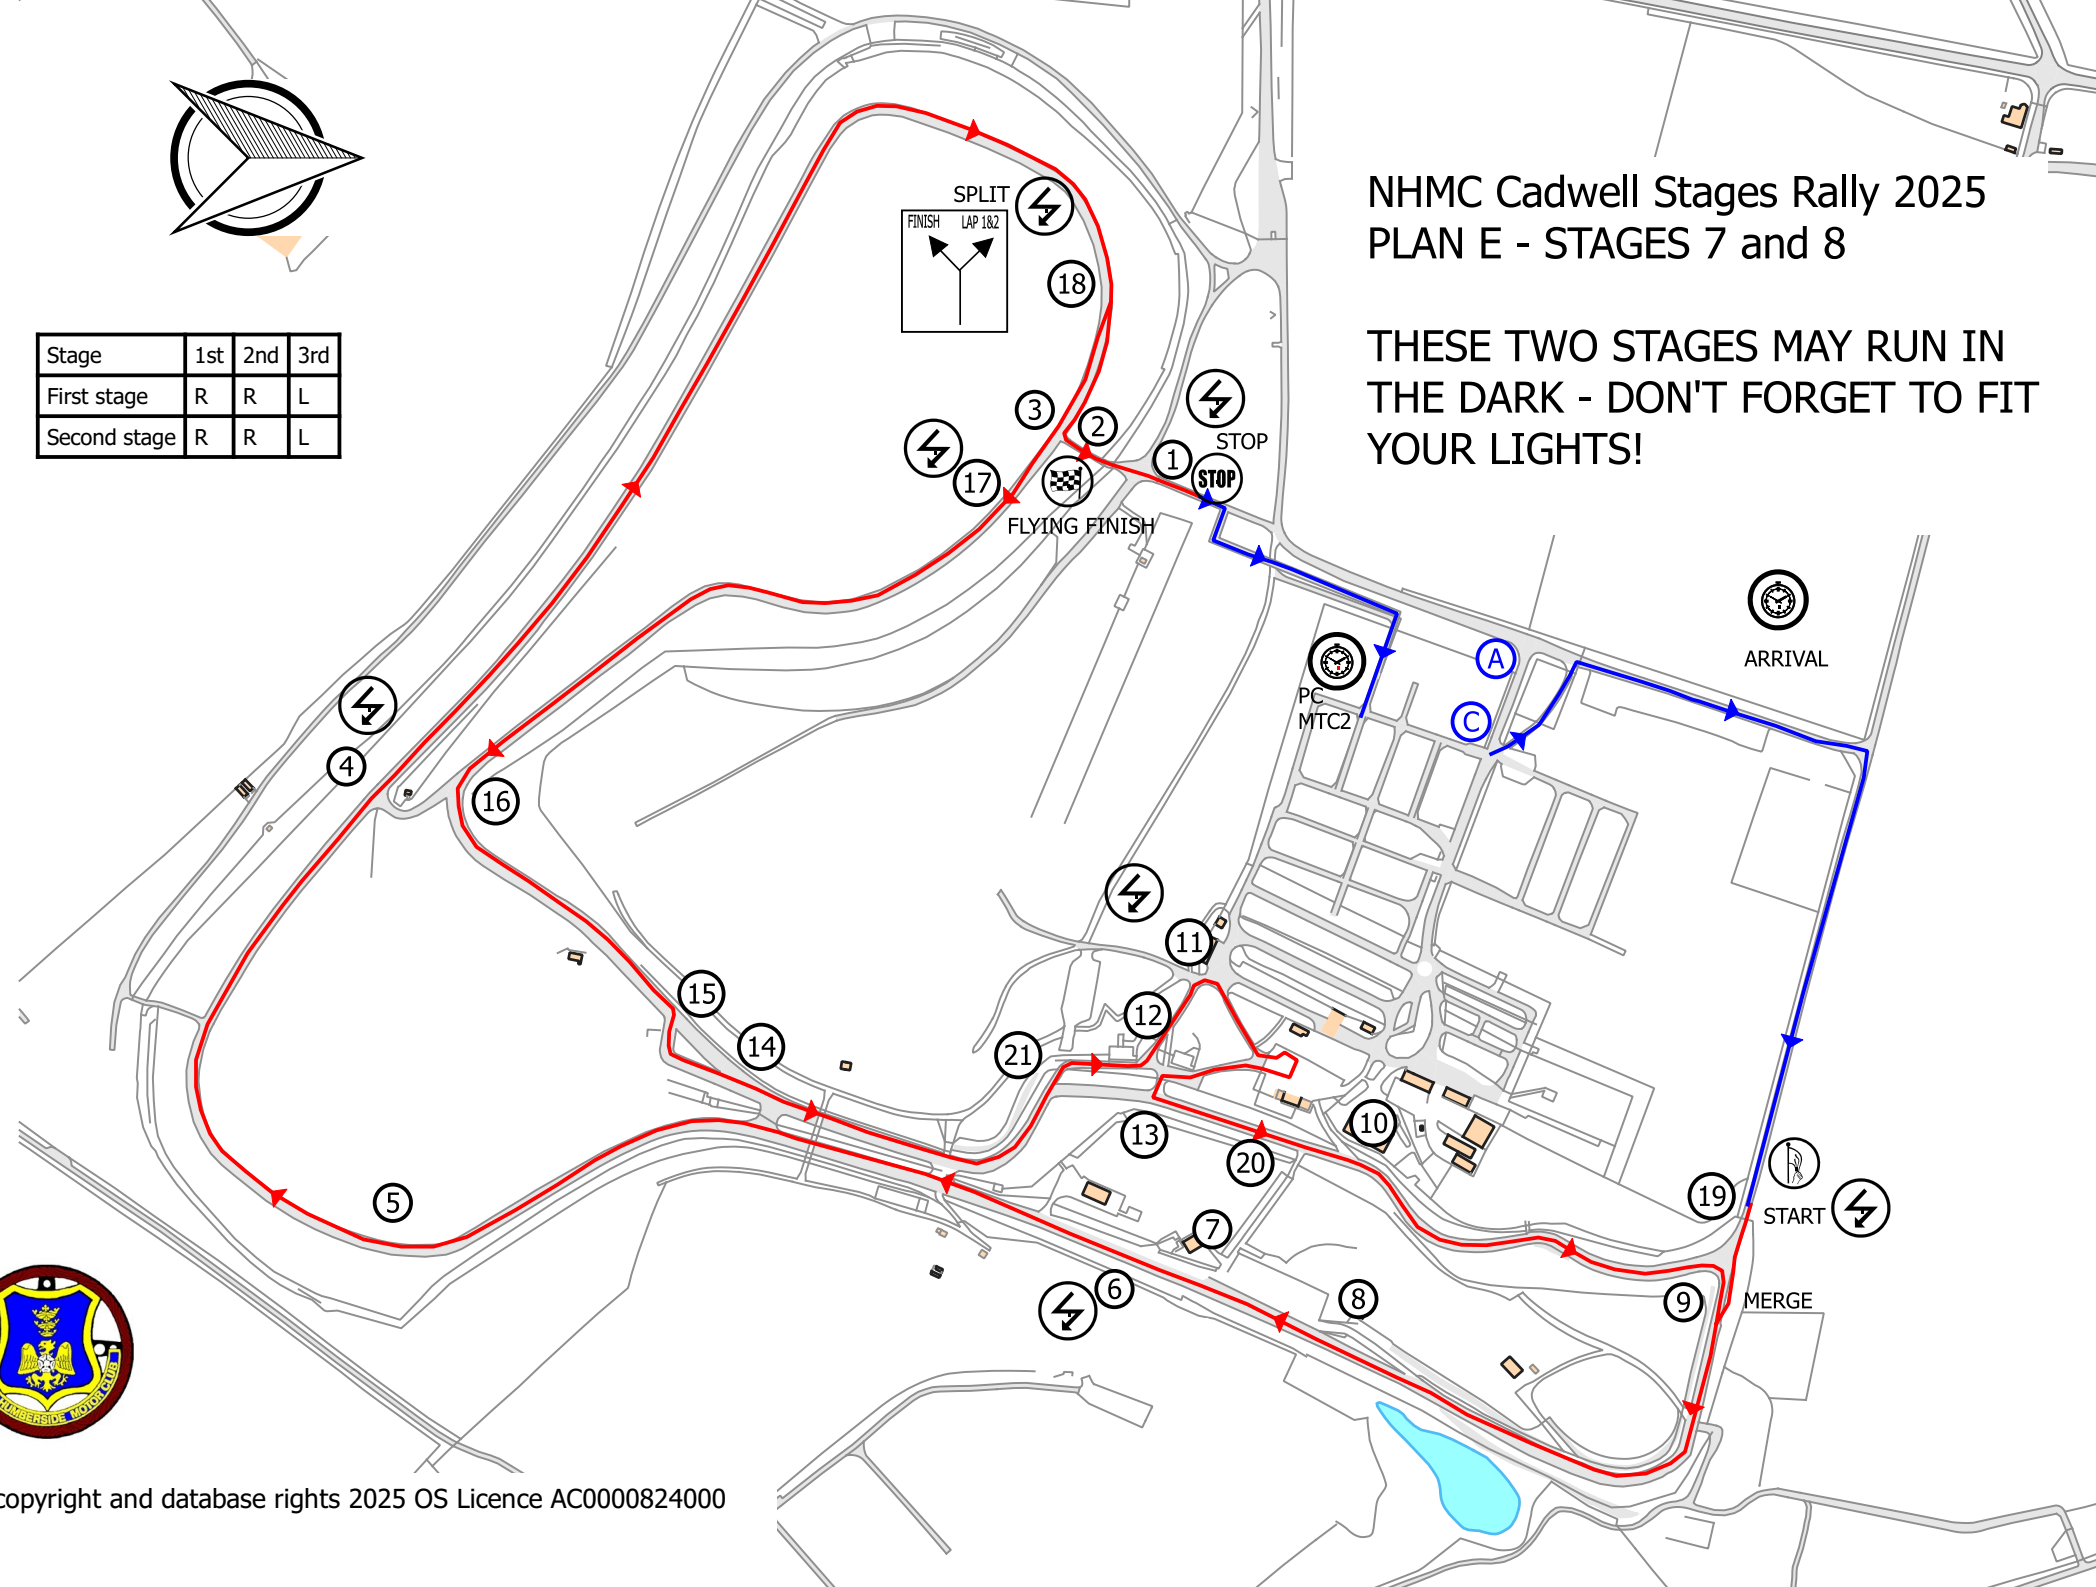 NHMC Cadwell Stages Rally 2025
PLAN E - STAGES 7 and 8
THESE TWO STAGES MAY RUN IN
THE DARK - DON'T FORGET TO FIT
YOUR LIGHTS!
SPLIT
FINISH LAP 1&2
18
Stage 1st 2nd 3rd
First stage R R L
Second stage R R L
3
2
1
STOP
STOP
17
FLYING FINISH
ARRIVAL
A
C
PC
MTC2
4
16
11
12
15
14
21
13
10
20
19
START
5
7
6
8
9
MERGE
HUMBERSIDE MOTOR CLUB
copyright and database rights 2025 OS Licence AC0000824000